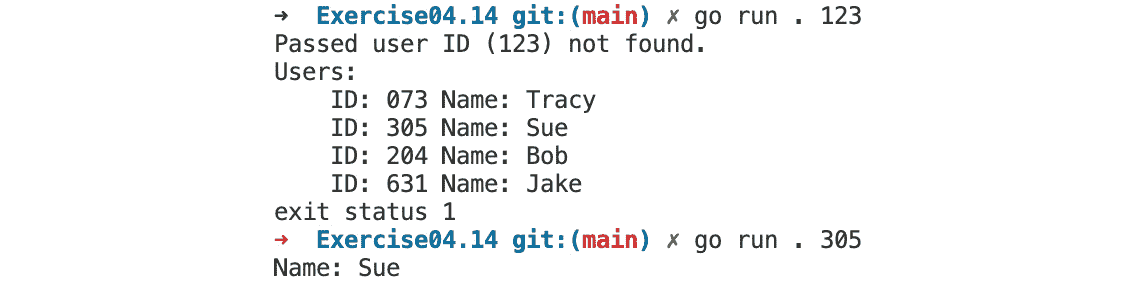 ➜  Exercise04.14 git:(main) ✗ go run . 123
Passed user ID (123) not found.
Users:
    ID: 073 Name: Tracy
    ID: 305 Name: Sue
    ID: 204 Name: Bob
    ID: 631 Name: Jake
exit status 1
➜  Exercise04.14 git:(main) ✗ go run . 305
Name: Sue